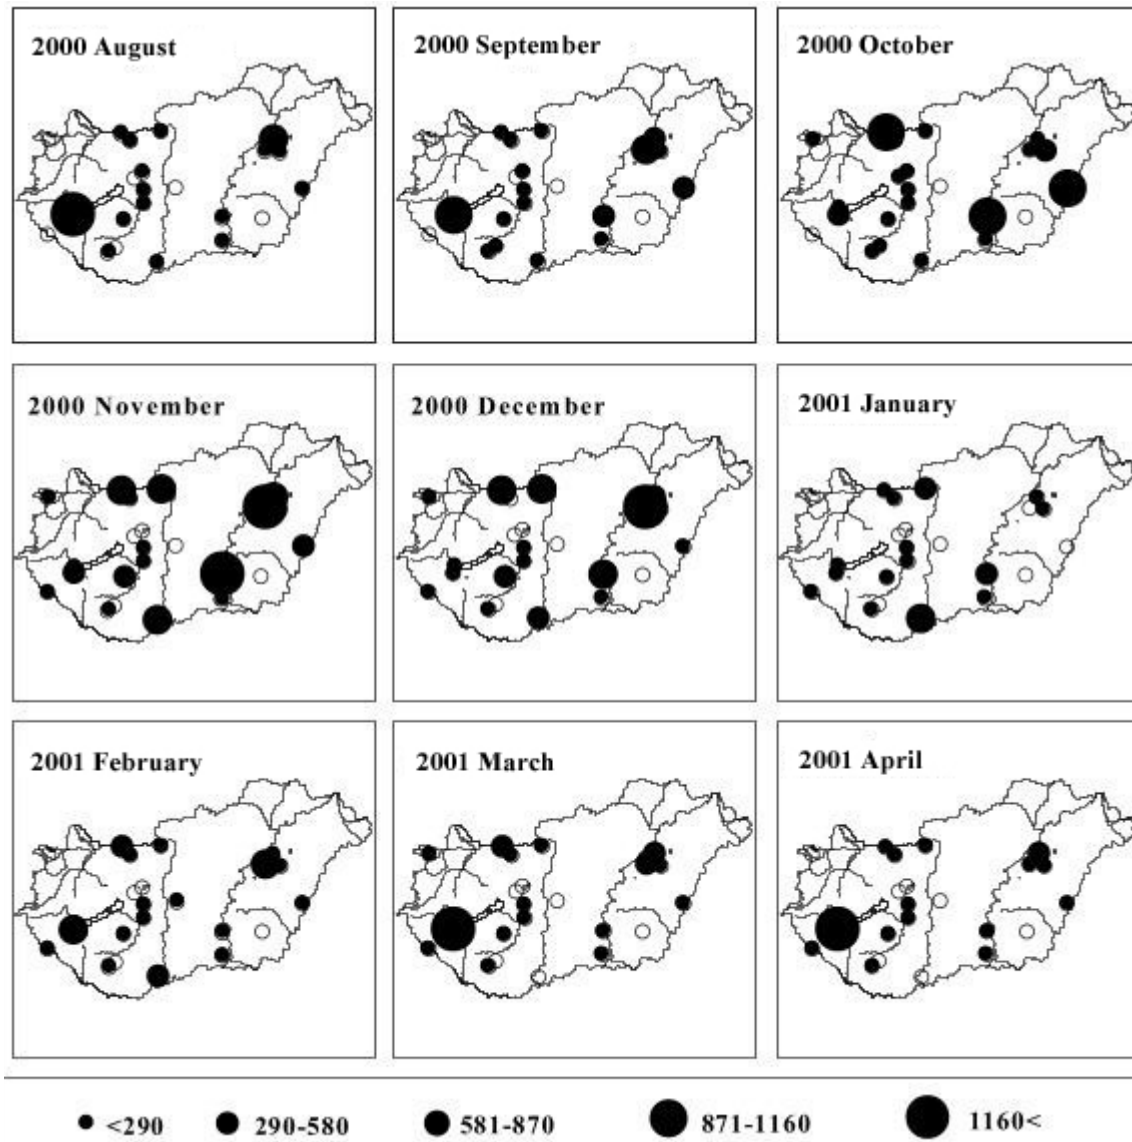 2000 August
2000 September
2000 October
2000 November
2000 December
2001 January
2001 February
2001 March
2001 April
<290
290-580
581-870
871-1160
1160<